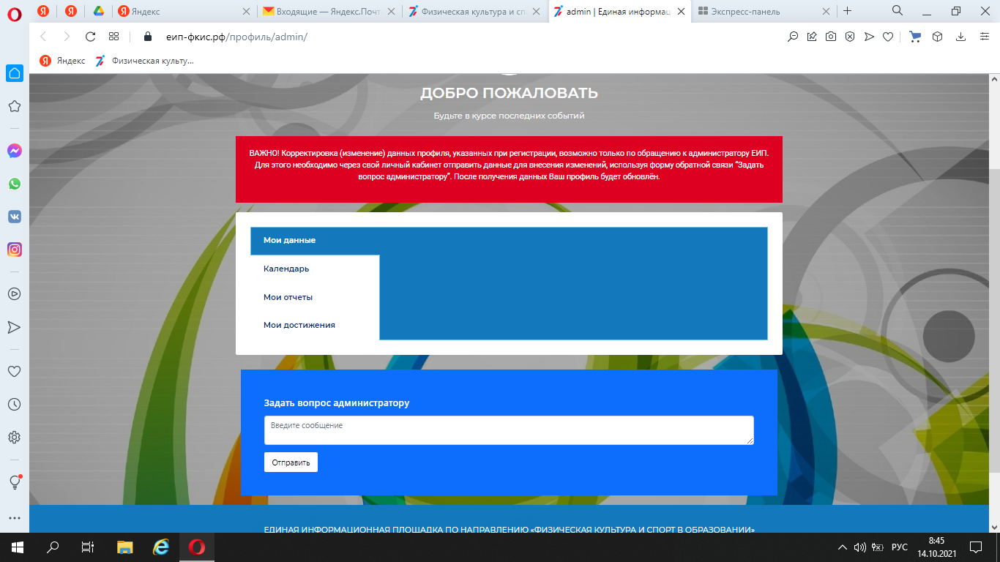 Яндекс
Входящие — Яндекс.Почт
Физическая культура и сп
admin | Единая информац
Экспресс-панель
еип-фкис.рф/профиль/admin/
Яндекс
Физическая культу...
ДОБРО ПОЖАЛОВАТЬ
Будьте в курсе последних событий
ВАЖНО! Корректировка (изменение) данных профиля, указанных при регистрации, возможно только по обращению к администратору ЕИП.
Для этого необходимо через свой личный кабинет отправить данные для внесения изменений, используя форму обратной связи “Задать
вопрос администратору”. После получения данных Ваш профиль будет обновлён.
Мои данные
Календарь
Мои отчеты
Мои достижения
Задать вопрос администратору
Введите сообщение
Отправить
ЕДИНАЯ ИНФОРМАЦИОННАЯ ПЛОЩАДКА ПО НАПРАВЛЕНИЮ «ФИЗИЧЕСКАЯ КУЛЬТУРА И СПОРТ В ОБРАЗОВАНИИ»
РУС
8:45
14.10.2021